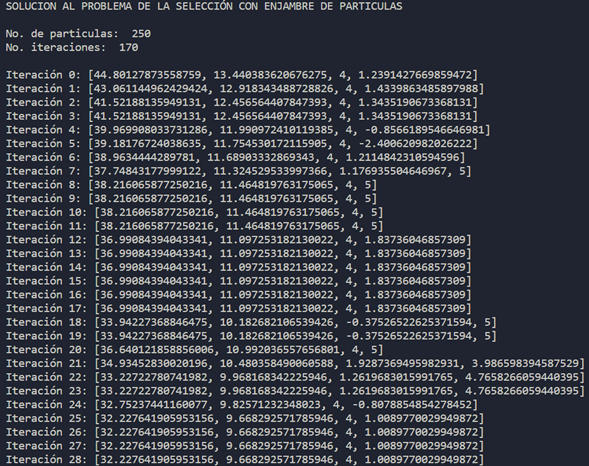 SOLUCION AL PROBLEMA DE LA SELECCIÓN CON ENJAMBRE DE PARTICULAS
No. de particulas: 250
No. iteraciones: 170
Iteración 0: [44.80127873558759, 13.440383620676275, 4, 1.2391427669859472]
Iteración 1: [43.061144962429424, 12.918343488728826, 4, 1.4339863485897988]
Iteración 2: [41.52188135949131, 12.456564407847393, 4, 1.3435190673368131]
Iteración 3: [41.52188135949131, 12.456564407847393, 4, 1.3435190673368131]
Iteración 4: [39.969908033731286, 11.990972410119385, 4, -0.8566189546646981]
Iteración 5: [39.18176724038635, 11.754530172115905, 4, -2.400620982026222]
Iteración 6: [38.9634444289781, 11.68903332869343, 4, 1.2114842310594596]
Iteración 7: [37.74843177999122, 11.324529533997366, 1.176935504646967, 5]
Iteración 8: [38.216065877250216, 11.464819763175065, 4, 5]
Iteración 9: [38.216065877250216, 11.464819763175065, 4, 5]
Iteración 10: [38.216065877250216, 11.464819763175065, 4, 5]
Iteración 11: [38.216065877250216, 11.464819763175065, 4, 5]
Iteración 12: [36.99084394043341, 11.097253182130022, 4, 1.83736046857309]
Iteración 13: [36.99084394043341, 11.097253182130022, 4, 1.83736046857309]
Iteración 14: [36.99084394043341, 11.097253182130022, 4, 1.83736046857309]
Iteración 15: [36.99084394043341, 11.097253182130022, 4, 1.83736046857309]
Iteración 16: [36.99084394043341, 11.097253182130022, 4, 1.83736046857309]
Iteración 17: [36.99084394043341, 11.097253182130022, 4, 1.83736046857309]
Iteración 18: [33.94227368846475, 10.182682106539426, -0.37526522625371594, 5]
Iteración 19: [33.94227368846475, 10.182682106539426, -0.37526522625371594, 5]
Iteración 20: [36.640121858856006, 10.992036557656801, 4, 5]
Iteración 21: [34.93452830020196, 10.480358490060588, 1.9287369495982931, 3.986598394587529]
Iteración 22: [33.22722780741982, 9.968168342225946, 1.2619683015991765, 4.7658266059440395]
Iteración 23: [33.22722780741982, 9.968168342225946, 1.2619683015991765, 4.7658266059440395]
Iteración 24: [32.75237441160077, 9.82571232348023, 4, -0.807885485427842]
Iteración 25: [32.227641905953156, 9.668292571785946, 4, 1.0089770029949872]
Iteración 26: [32.227641905953156, 9.668292571785946, 4, 1.0089770029949872]
Iteración 27: [32.227641905953156, 9.668292571785946, 4, 1.0089770029949872]
Iteración 28: [32.227641905953156, 9.668292571785946, 4, 1.0089770029949872]